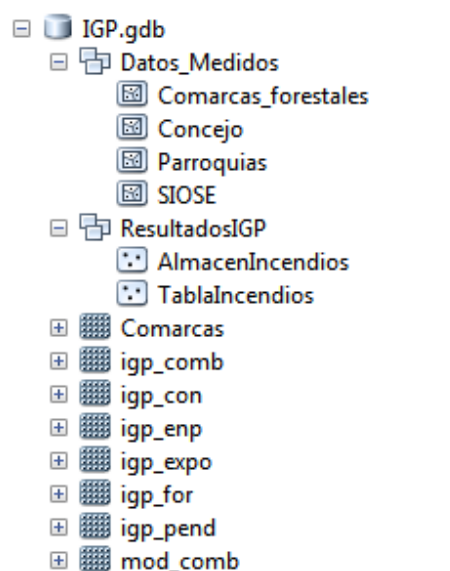 IGP.gdb
Datos_Medidos
Comarcas_forestales
Concejo
Parroquias
SIOSE
ResultadosIGP
AlmacenIncendios
TablaIncendios
Comarcas
igp_comb
igp_con
igp_enp
igp_expo
igp_for
igp_pend
mod_comb